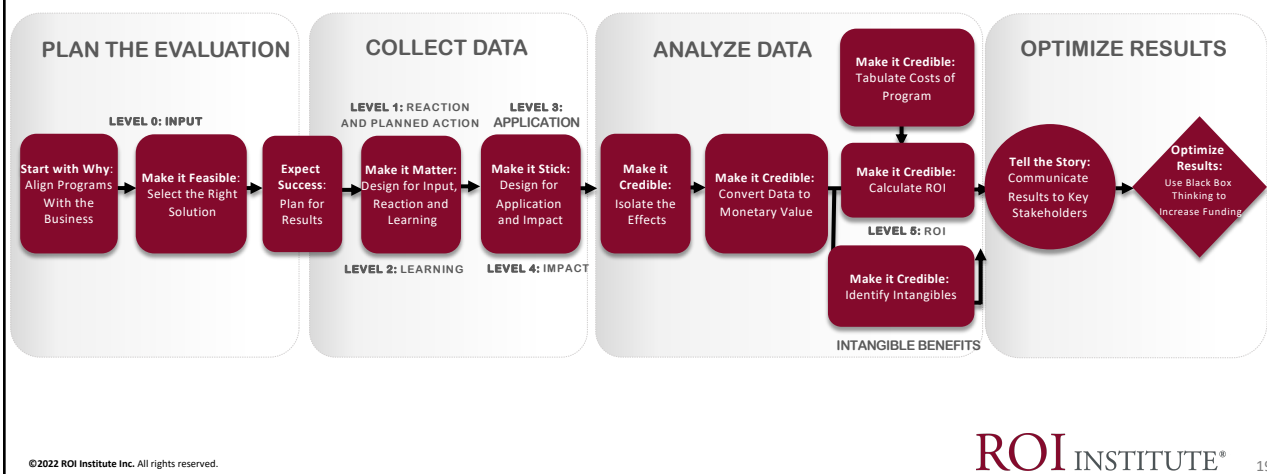 PLAN THE EVALUATION
LEVEL 0: INPUT
Start with Why:
Align Programs
With the
Business
Make it Feasible:
Select the Right
Solution
Expect
Success:
Plan for
Results
COLLECT DATA
LEVEL 1: REACTION
AND PLANNED ACTION
Make it Matter:
Design for Input,
Reaction and
Learning
LEVEL 2: LEARNING
LEVEL 3:
APPLICATION
Make it Stick:
Design for
Application
and Impact
LEVEL 4: IMPACT
ANALYZE DATA
Make it
Credible:
Isolate the
Effects
Make it Credible:
Convert Data to
Monetary Value
Make it Credible:
Tabulate Costs of
Program
Make it Credible:
Calculate ROI
LEVEL 5: ROI
Make it Credible:
Identify Intangibles
INTANGIBLE BENEFITS
OPTIMIZE RESULTS
Tell the Story:
Communicate
Results to Key
Stakeholders
Optimize
Results:
Use Black Box
Thinking to
Increase Funding
©2022 ROI Institute Inc. All rights reserved.
ROI INSTITUTE®